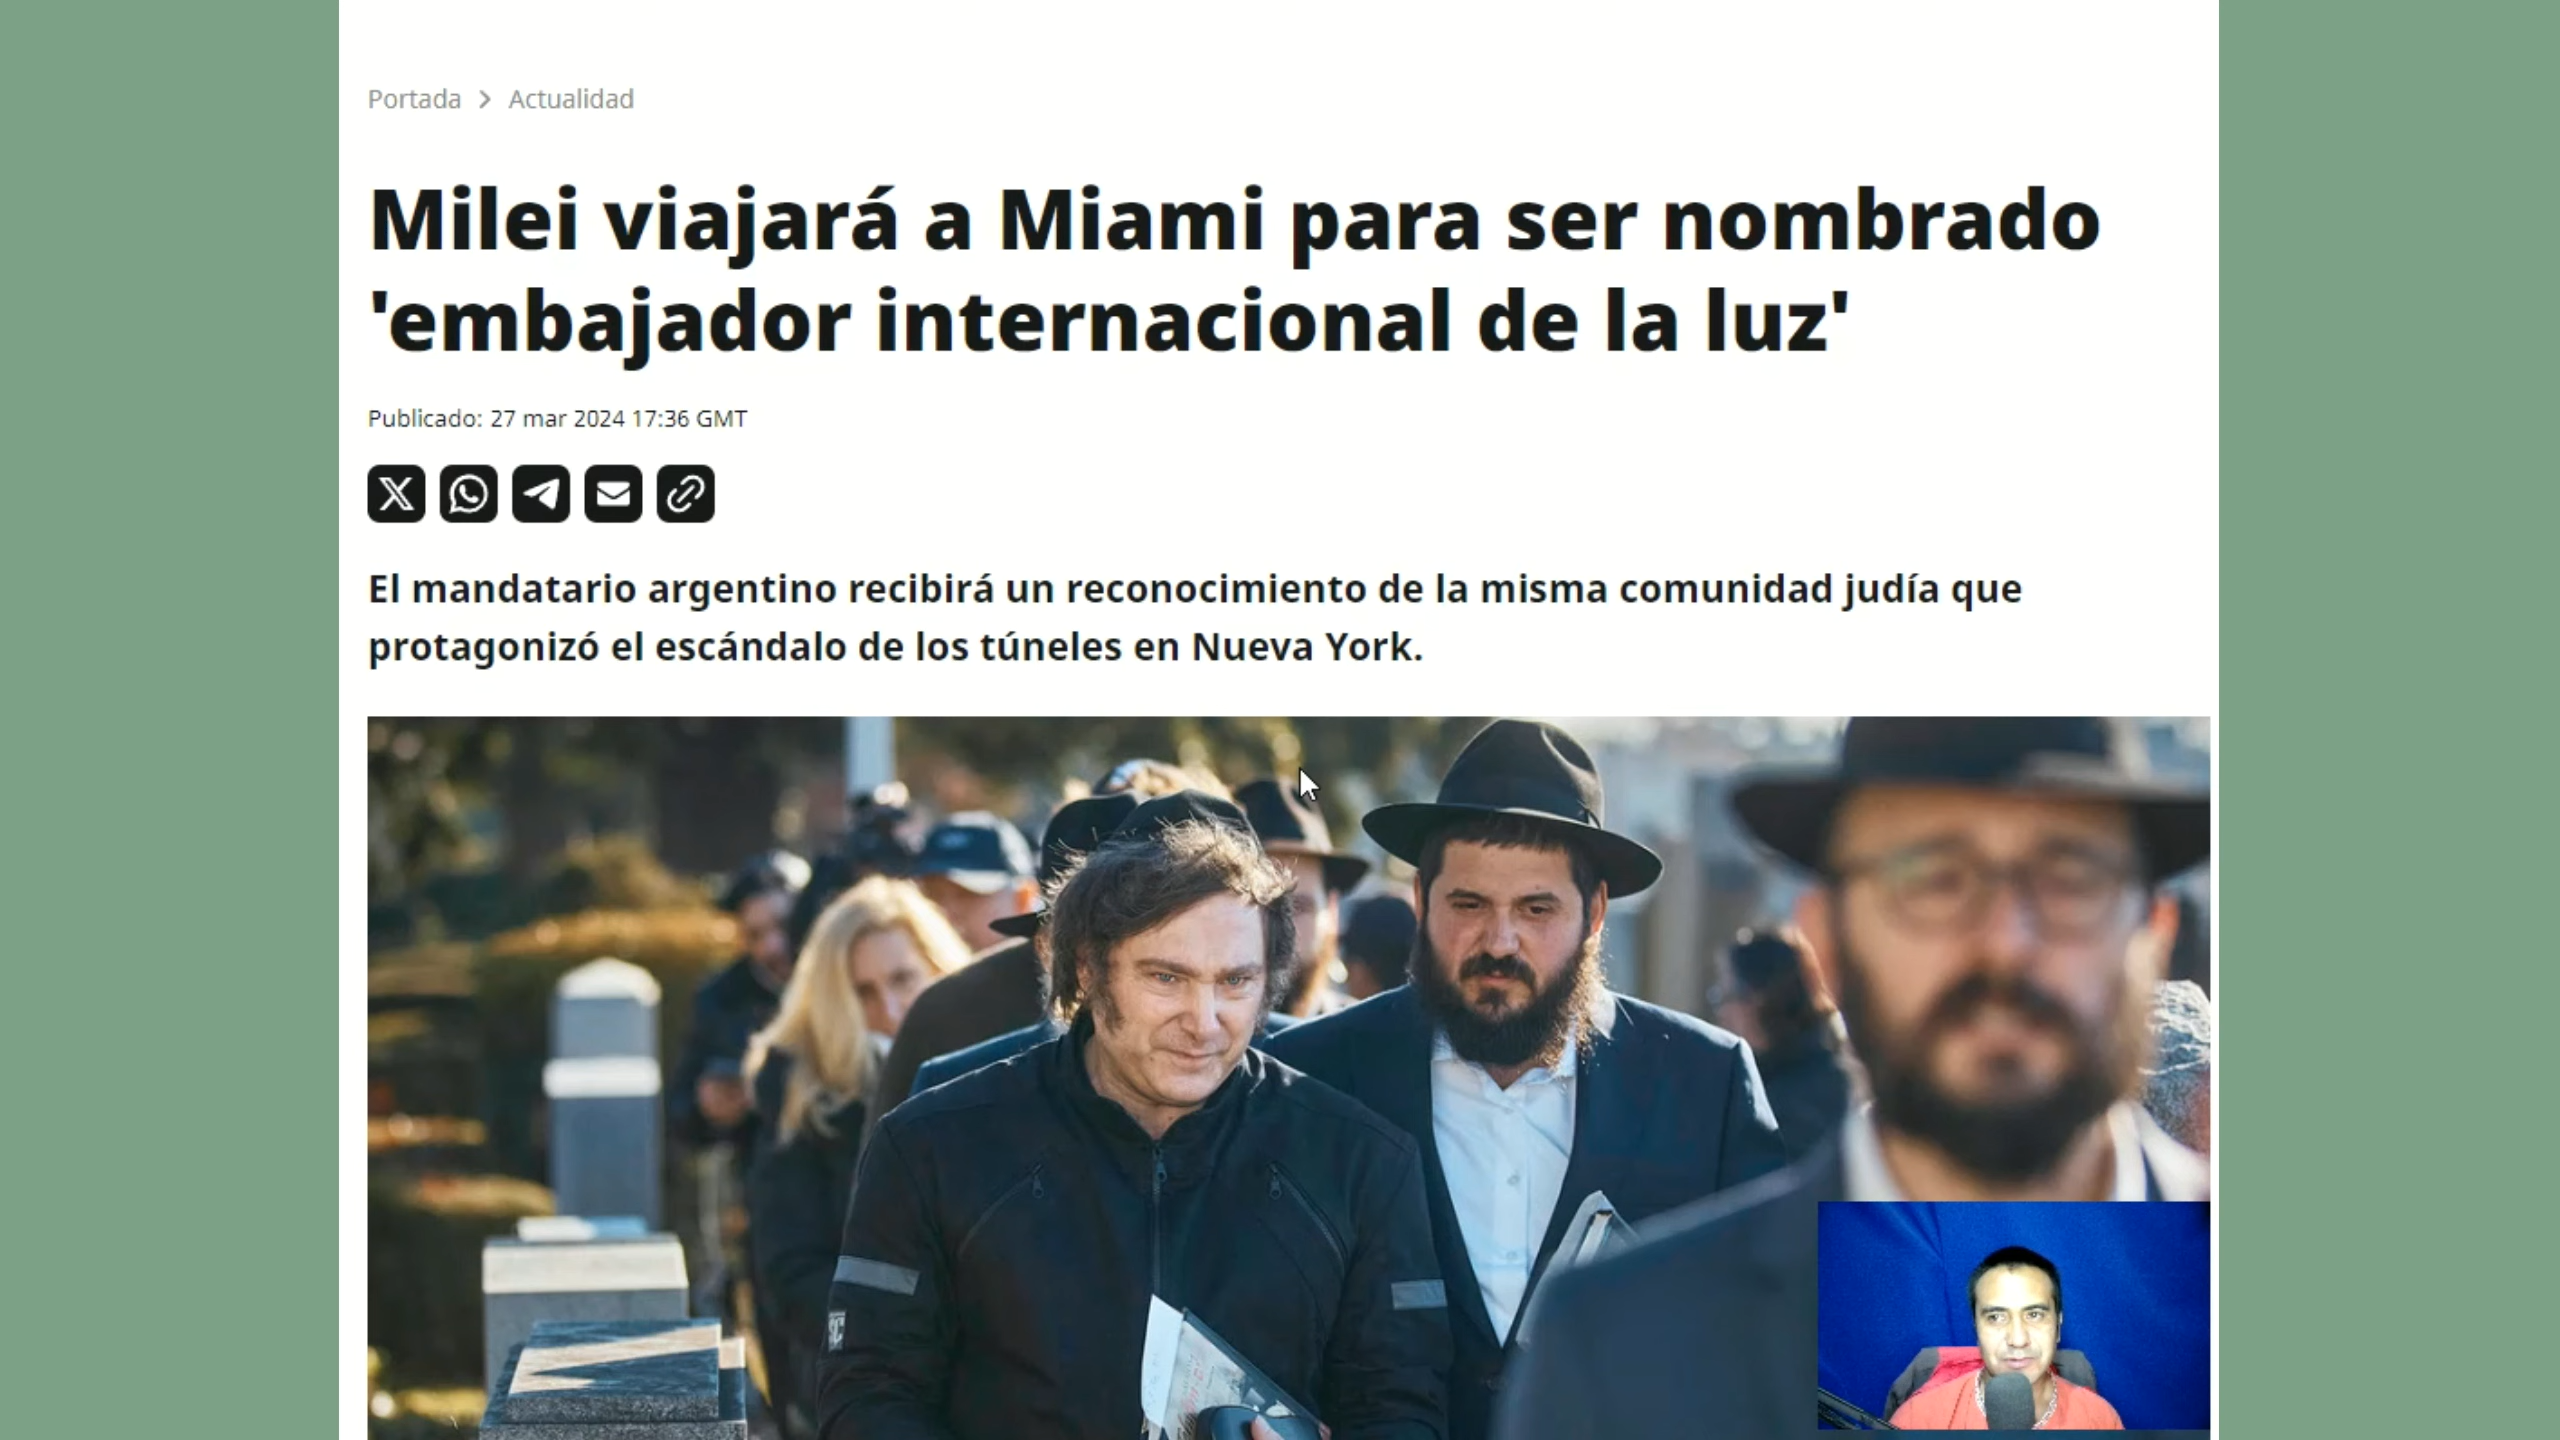 Portada > Actualidad
Milei viajará a Miami para ser nombrado
'embajador internacional de la luz'
Publicado: 27 mar 2024 17:36 GMT
El mandatario argentino recibirá un reconocimiento de la misma comunidad judía que
protagonizó el escándalo de los túneles en Nueva York.